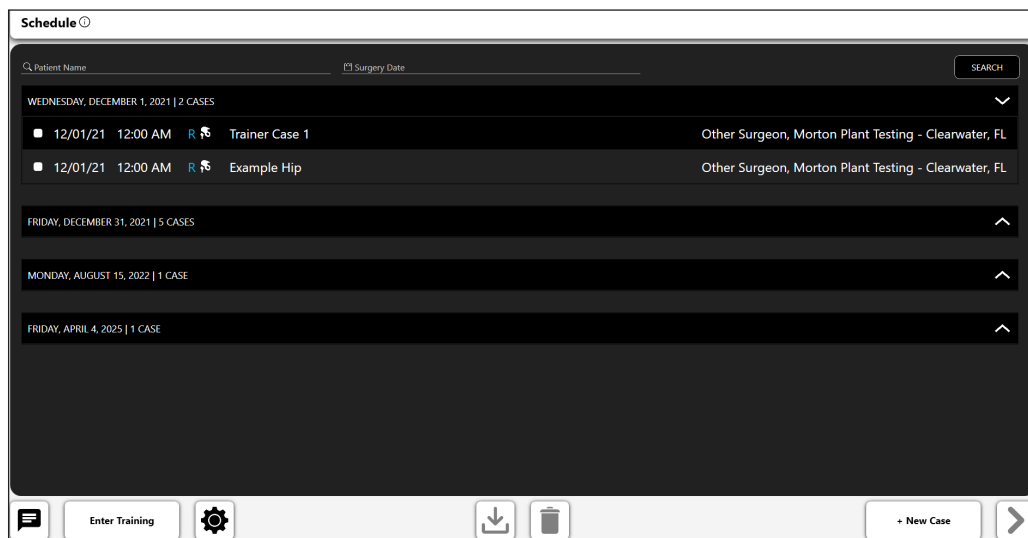 Schedule
Patient Name
Surgery Date
SEARCH
WEDNESDAY, DECEMBER 1, 2021 | 2 CASES
12/01/21 12:00 AM R Trainer Case 1 Other Surgeon, Morton Plant Testing - Clearwater, FL
12/01/21 12:00 AM R Example Hip Other Surgeon, Morton Plant Testing - Clearwater, FL
FRIDAY, DECEMBER 31, 2021 | 5 CASES
MONDAY, AUGUST 15, 2022 | 1 CASE
FRIDAY, APRIL 4, 2025 | 1 CASE
Enter Training
+ New Case